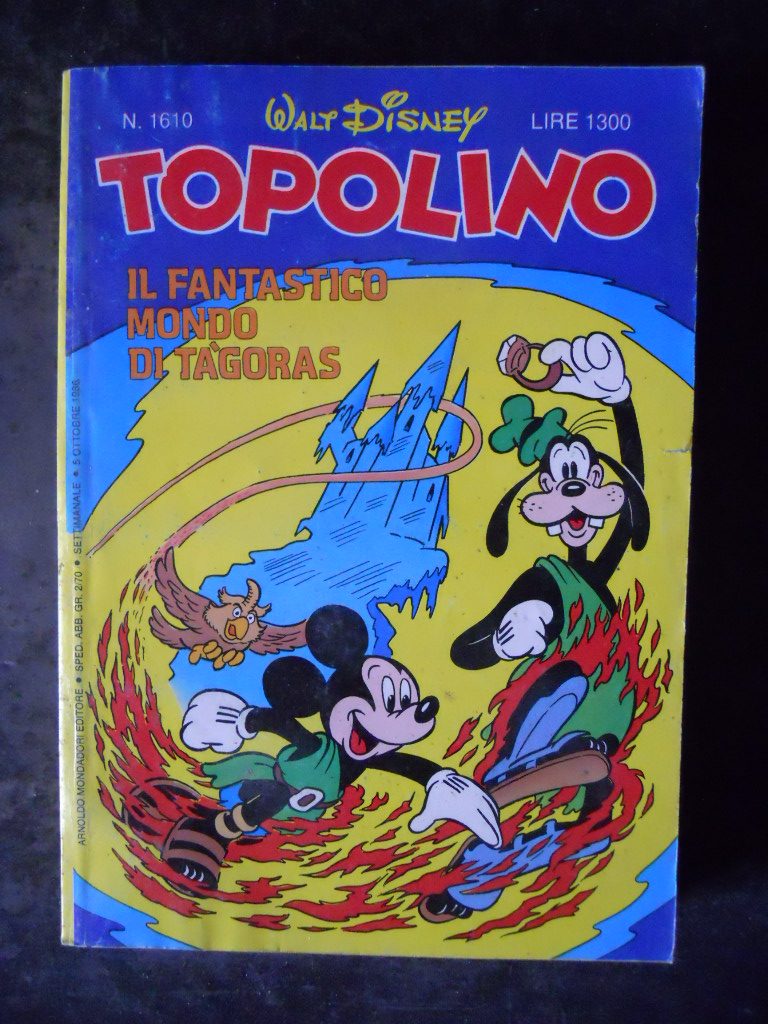 N. 1610
WALT DISNEY
LIRE 1300
TOPOLINO
IL FANTASTICO
MONDO
DI TÀGORAS
ARNOLDO MONDADORI EDITORE • SPED. ABB. GR. 2/70 • SETTIMANALE • 5 OTTOBRE 1986